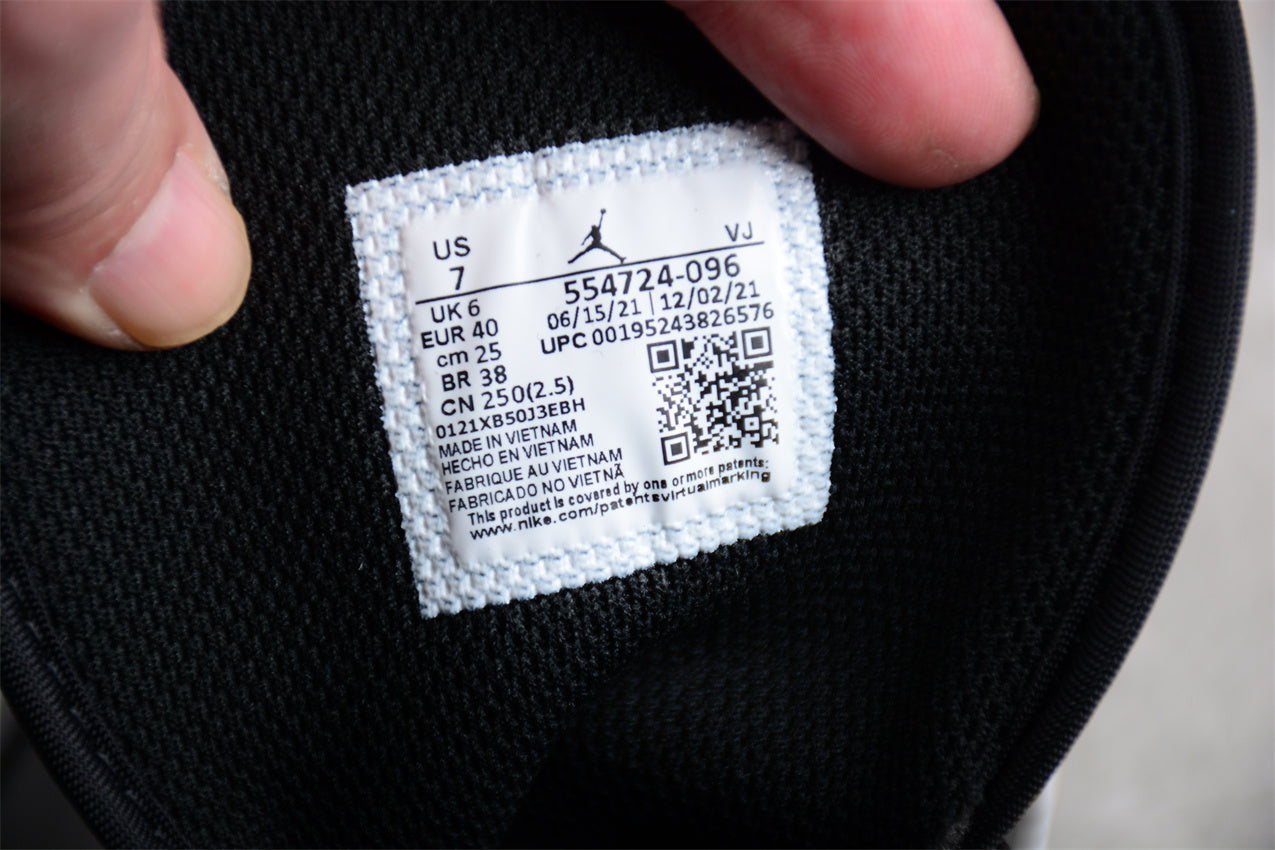 US
7
VJ
554724-096
06/15/21 | 12/02/21
UPC 00195243826576
UK 6
EUR 40
cm 25
BR 38
CN 250(2.5)
0121XB50J3EBH
MADE IN VIETNAM
HECHO EN VIETNAM
FABRIQUE AU VIETNAM
FABRICADO NO VIETNÃ
This product is covered by one or more patents:
www.nike.com/patentsvirtualmarking